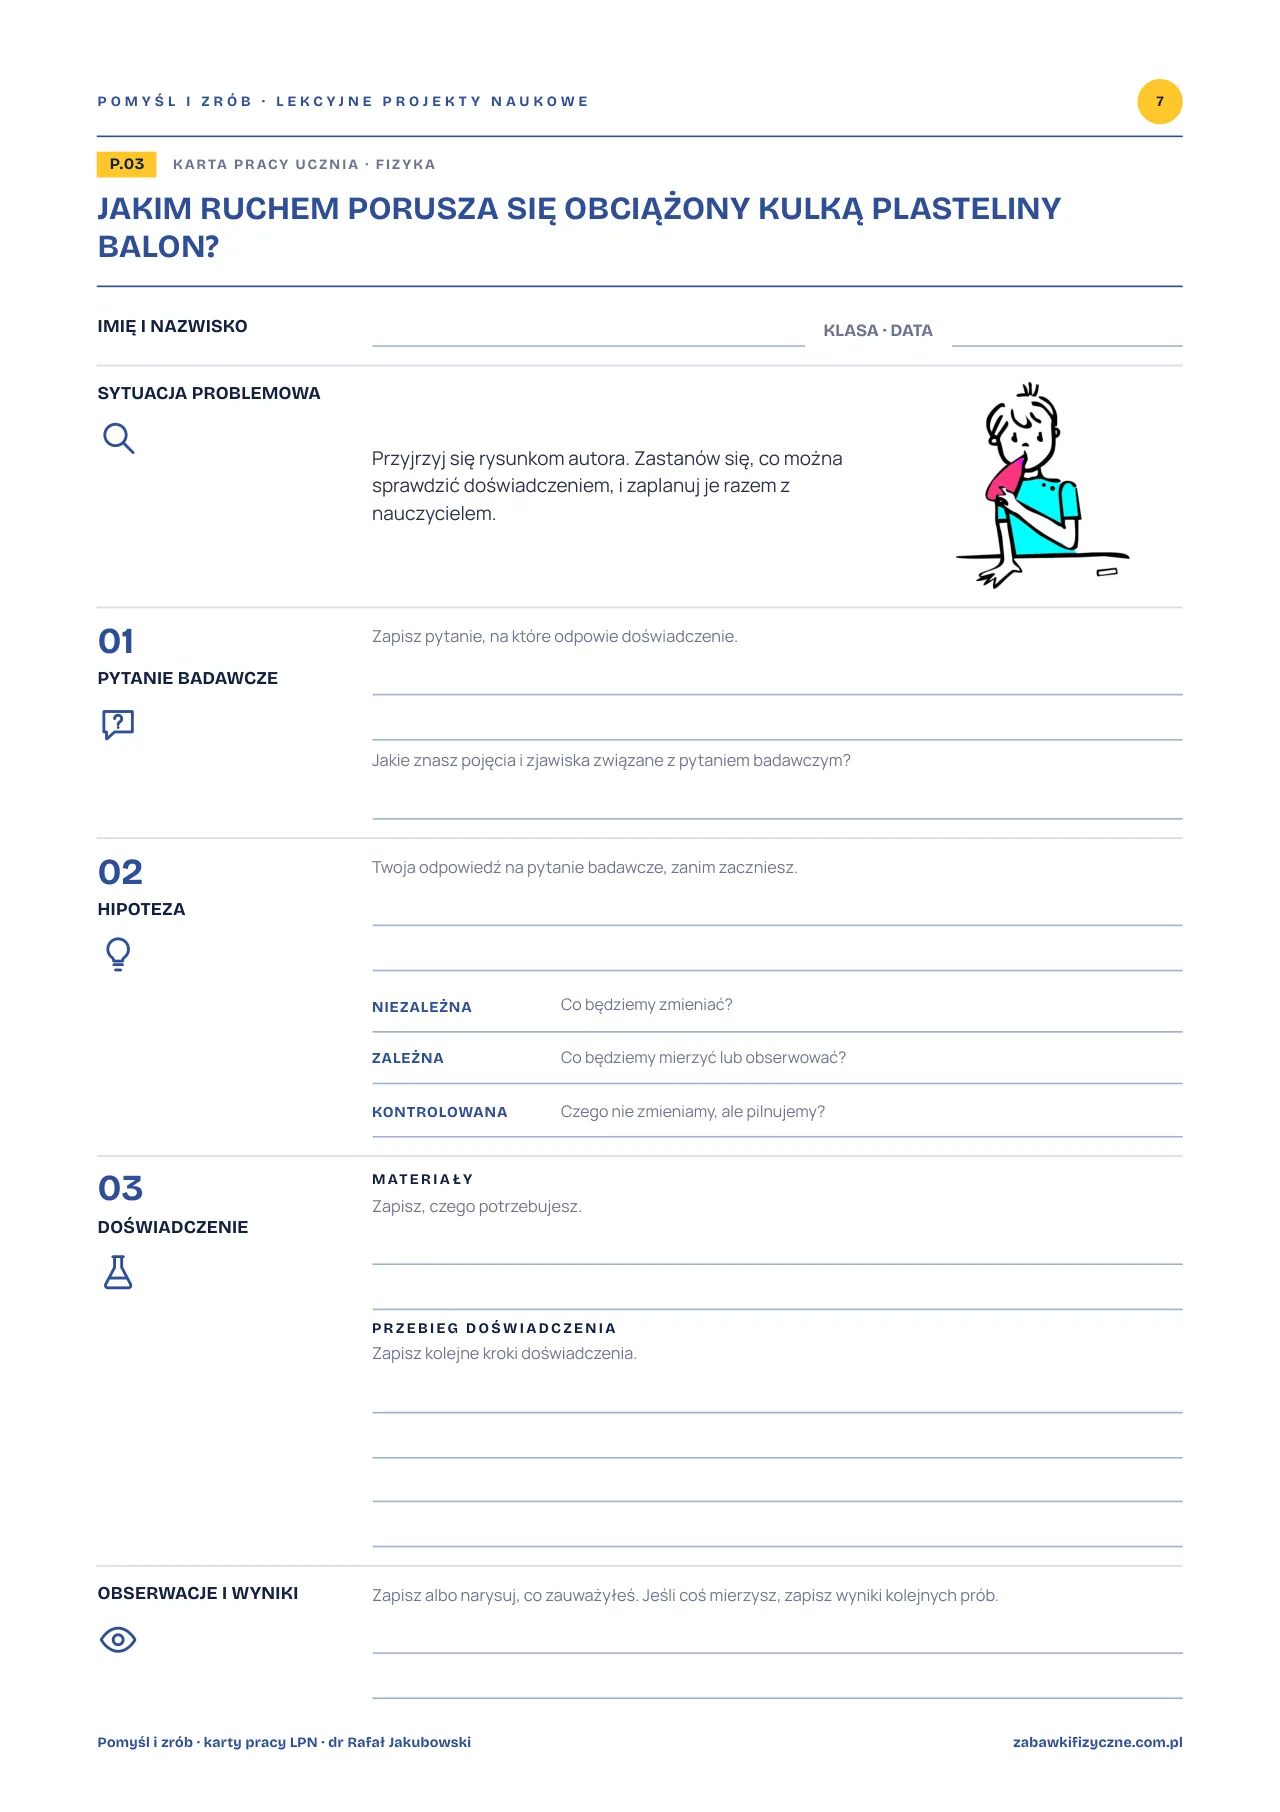 POMYŚL I ZRÓB · LEKCYJNE PROJEKTY NAUKOWE
7
P.03 KARTA PRACY UCZNIA · FIZYKA
JAKIM RUCHEM PORUSZA SIĘ OBCIĄŻONY KULKĄ PLASTELINY
BALON?
IMIĘ I NAZWISKO
KLASA · DATA
SYTUACJA PROBLEMOWA
Przyjrzyj się rysunkom autora. Zastanów się, co można
sprawdzić doświadczeniem, i zaplanuj je razem z
nauczycielem.
01
PYTANIE BADAWCZE
?
Zapisz pytanie, na które odpowie doświadczenie.
Jakie znasz pojęcia i zjawiska związane z pytaniem badawczym?
02
HIPOTEZA
Twoja odpowiedź na pytanie badawcze, zanim zaczniesz.
NIEZALEŻNA Co będziemy zmieniać?
ZALEŻNA Co będziemy mierzyć lub obserwować?
KONTROLOWANA Czego nie zmieniamy, ale pilnujemy?
03
DOŚWIADCZENIE
MATERIAŁY
Zapisz, czego potrzebujesz.
PRZEBIEG DOŚWIADCZENIA
Zapisz kolejne kroki doświadczenia.
OBSERWACJE I WYNIKI
Zapisz albo narysuj, co zauważyłeś. Jeśli coś mierzysz, zapisz wyniki kolejnych prób.
Pomyśl i zrób · karty pracy LPN · dr Rafał Jakubowski
zabawkifizyczne.com.pl